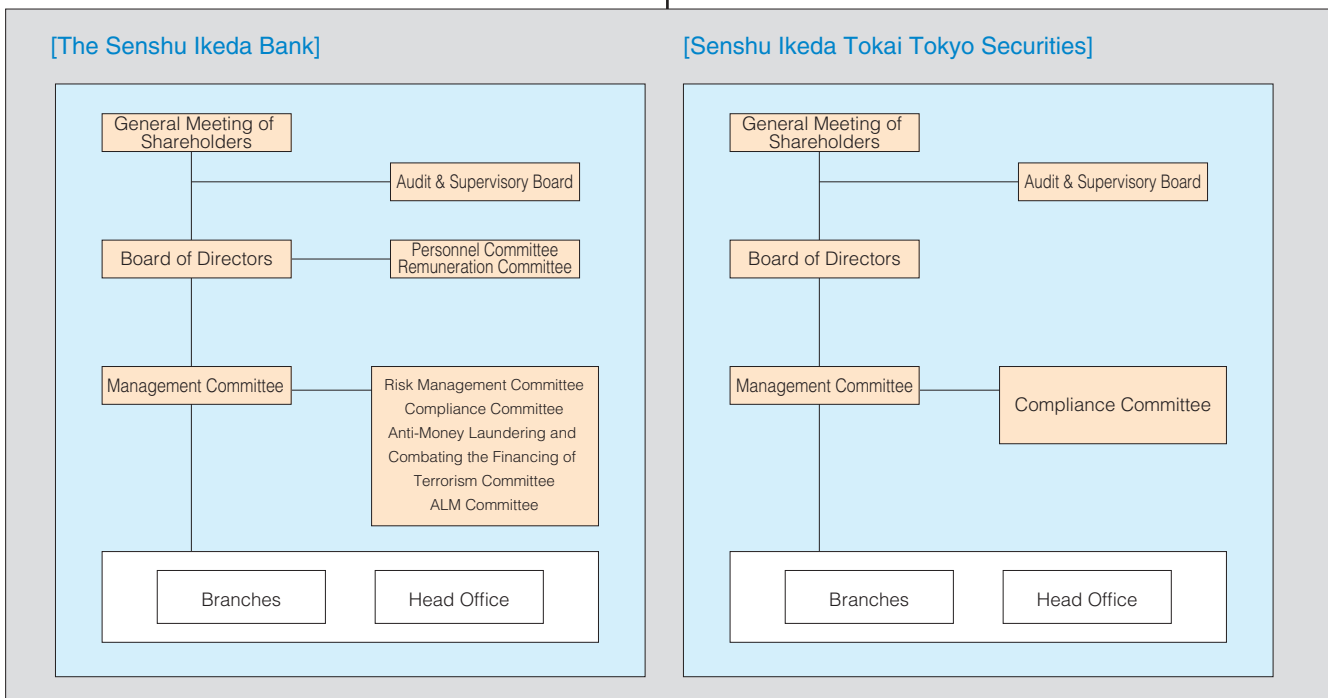 [The Senshu Ikeda Bank]
General Meeting of
Shareholders
Audit & Supervisory Board
Board of Directors
Personnel Committee
Remuneration Committee
Management Committee
Risk Management Committee
Compliance Committee
Anti-Money Laundering and
Combating the Financing of
Terrorism Committee
ALM Committee
Branches
Head Office
[Senshu Ikeda Tokai Tokyo Securities]
General Meeting of
Shareholders
Audit & Supervisory Board
Board of Directors
Management Committee
Compliance Committee
Branches
Head Office